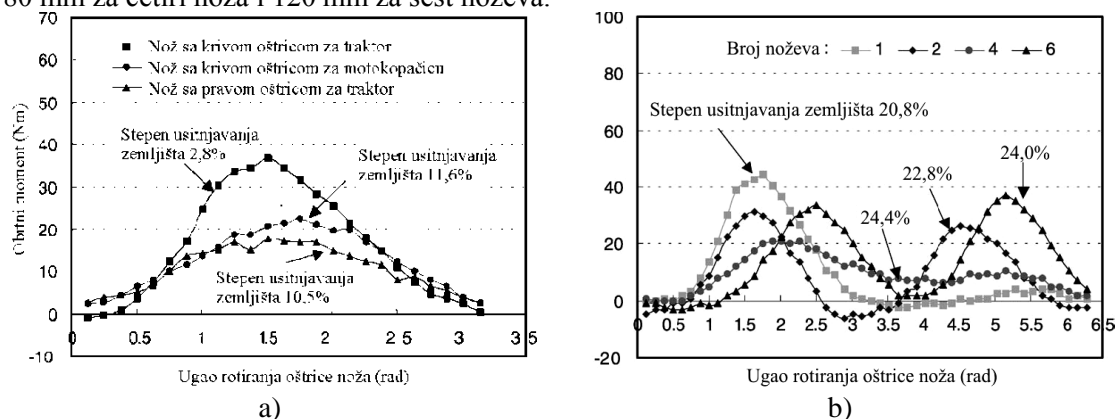 80 mm za četiri noža i 120 mm za šest noževa.
70
60
50
40
30
20
10
0
-10
Obrtni moment (Nm)
Nož sa krivom oštricom za traktor
Nož sa krivom oštricom za motokopačicu
Nož sa pravom oštricom za traktor
Stepen usitnjavanja
zemljišta 2,8%
Stepen usitnjavanja
zemljišta 11,6%
Stepen usitnjavanja
zemljišta 10.5%
0 0.5 1 1.5 2 2.5 3 3 5
Ugao rotiranja oštrice noža (rad)
a)
100
80
60
40
20
0
-20
Broj noževa : 1 2 4 6
Stepen usitnjavanja zemljišta 20,8%
24,0%
22,8%
24,4%
0 0.5 1 1.5 2 2.5 3 3.5 4 4.5 5 5.5 6 6.5
Ugao rotiranja oštrice noža (rad)
b)